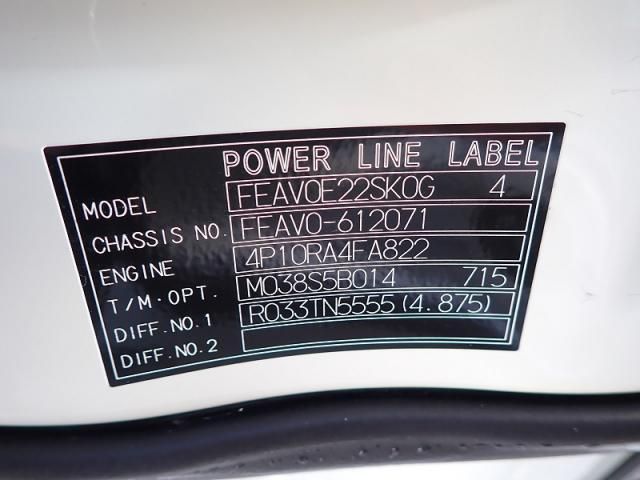 POWER LINE LABEL
MODEL FEAV0E22SK0G 4
CHASSIS NO. FEAV0-612071
ENGINE 4P10RA4FA822
T/M·OPT. M038S5B014 715
DIFF.NO.1 R033TN5555(4.875)
DIFF.NO.2